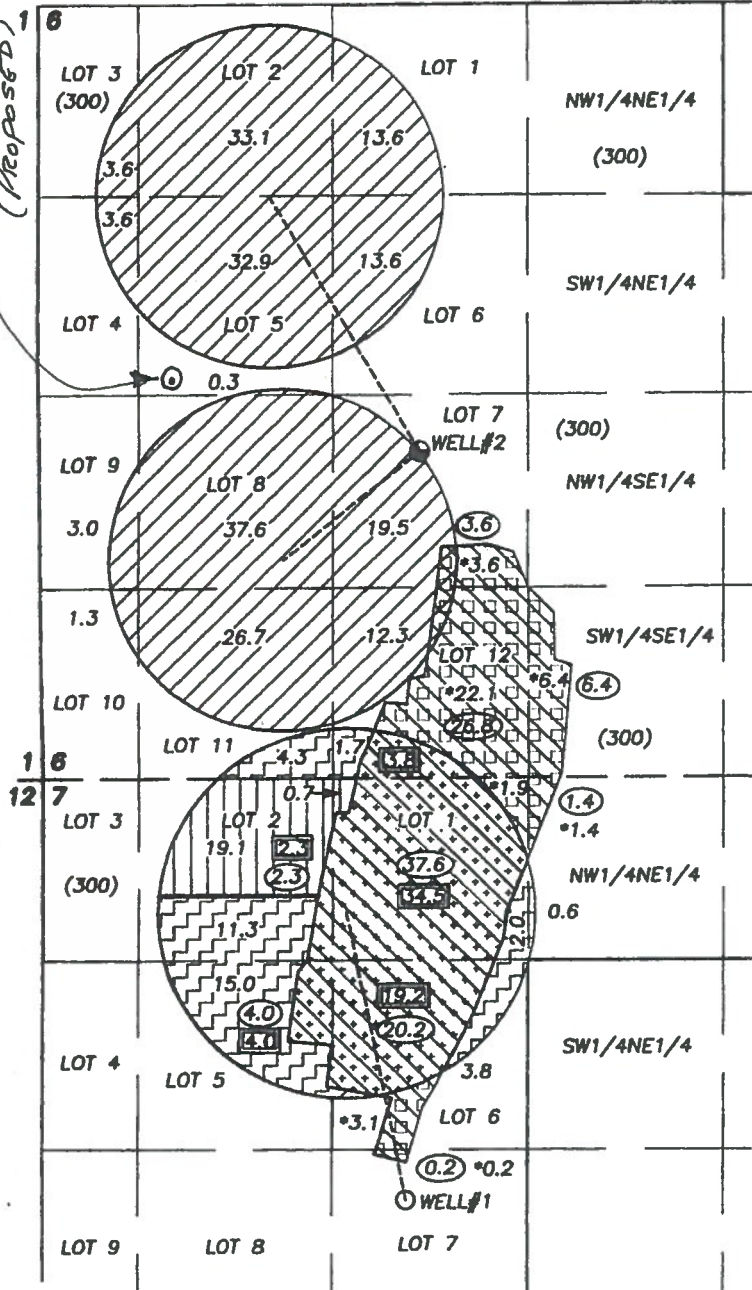 1 6
(PROPOSED)
LOT 3
(300)
LOT 2
LOT 1
NW1/4NE1/4
(300)
33.1
13.6
3.6
3.6
32.9
13.6
SW1/4NE1/4
LOT 4
LOT 5
LOT 6
0.3
LOT 7
WELL#2
(300)
LOT 9
LOT 8
NW1/4SE1/4
3.0
37.6
19.5
3.6
*3.6
1.3
26.7
12.3
SW1/4SE1/4
LOT 12
*6.4
6.4
*22.1
26.8
LOT 10
(300)
LOT 11
4.3
1.7
3.8
1 6
12 7
0.7
*1.9
1.4
*1.4
LOT 3
LOT 2
LOT 1
19.1
2.3
2.3
37.6
34.5
NW1/4NE1/4
(300)
0.6
2.0
11.3
15.0
19.2
20.2
4.0
4.0
SW1/4NE1/4
LOT 4
LOT 5
3.8
*3.1
LOT 6
0.2 *0.2
WELL#1
LOT 9
LOT 8
LOT 7